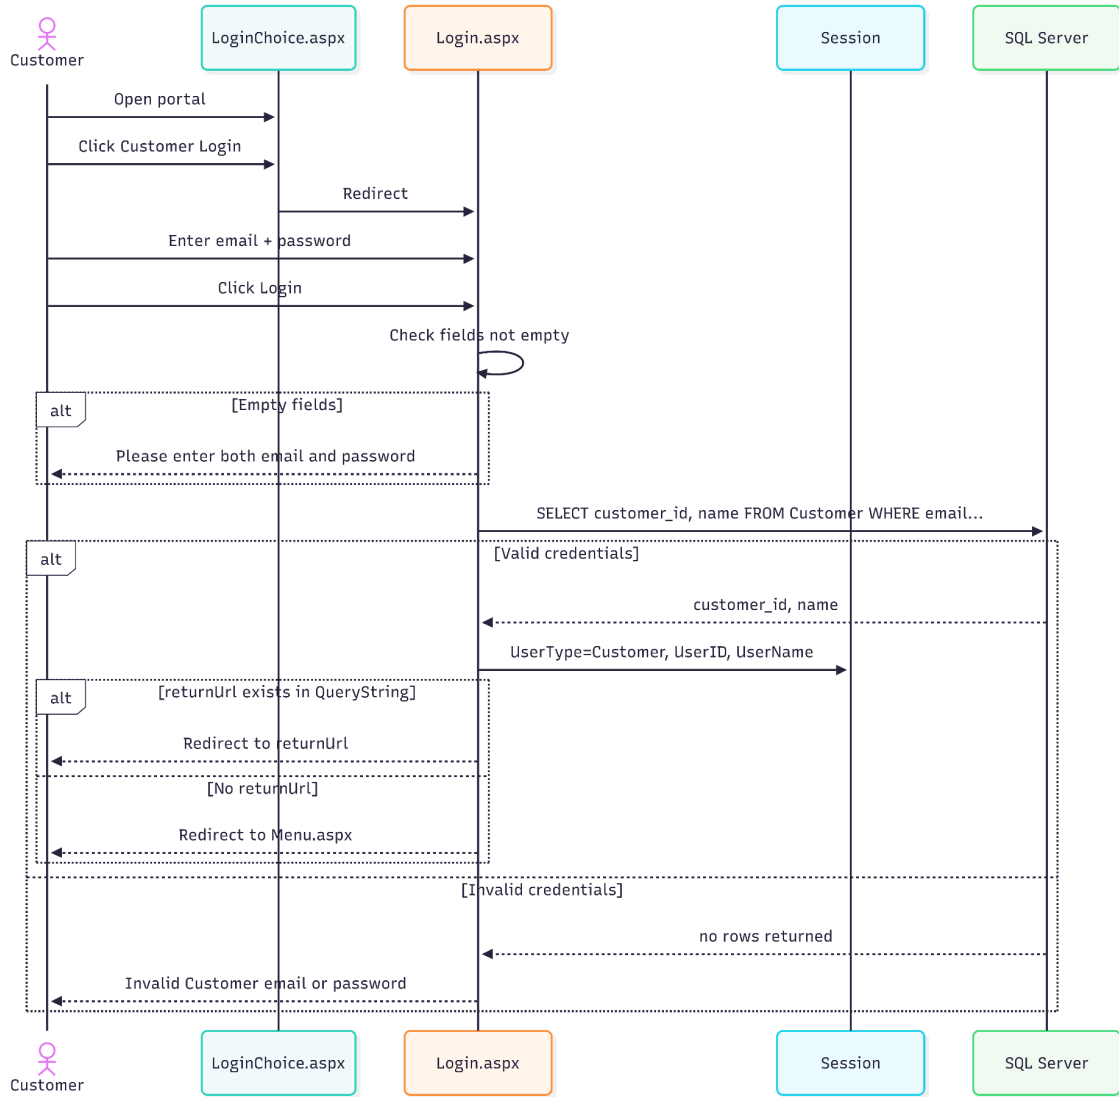 Customer
LoginChoice.aspx
Login.aspx
Session
SQL Server
Open portal
Click Customer Login
Redirect
Enter email + password
Click Login
Check fields not empty
alt
[Empty fields]
Please enter both email and password
SELECT customer_id, name FROM Customer WHERE email...
alt
[Valid credentials]
customer_id, name
UserType=Customer, UserID, UserName
alt
[returnUrl exists in QueryString]
Redirect to returnUrl
[No returnUrl]
Redirect to Menu.aspx
[Invalid credentials]
no rows returned
Invalid Customer email or password
Customer
LoginChoice.aspx
Login.aspx
Session
SQL Server